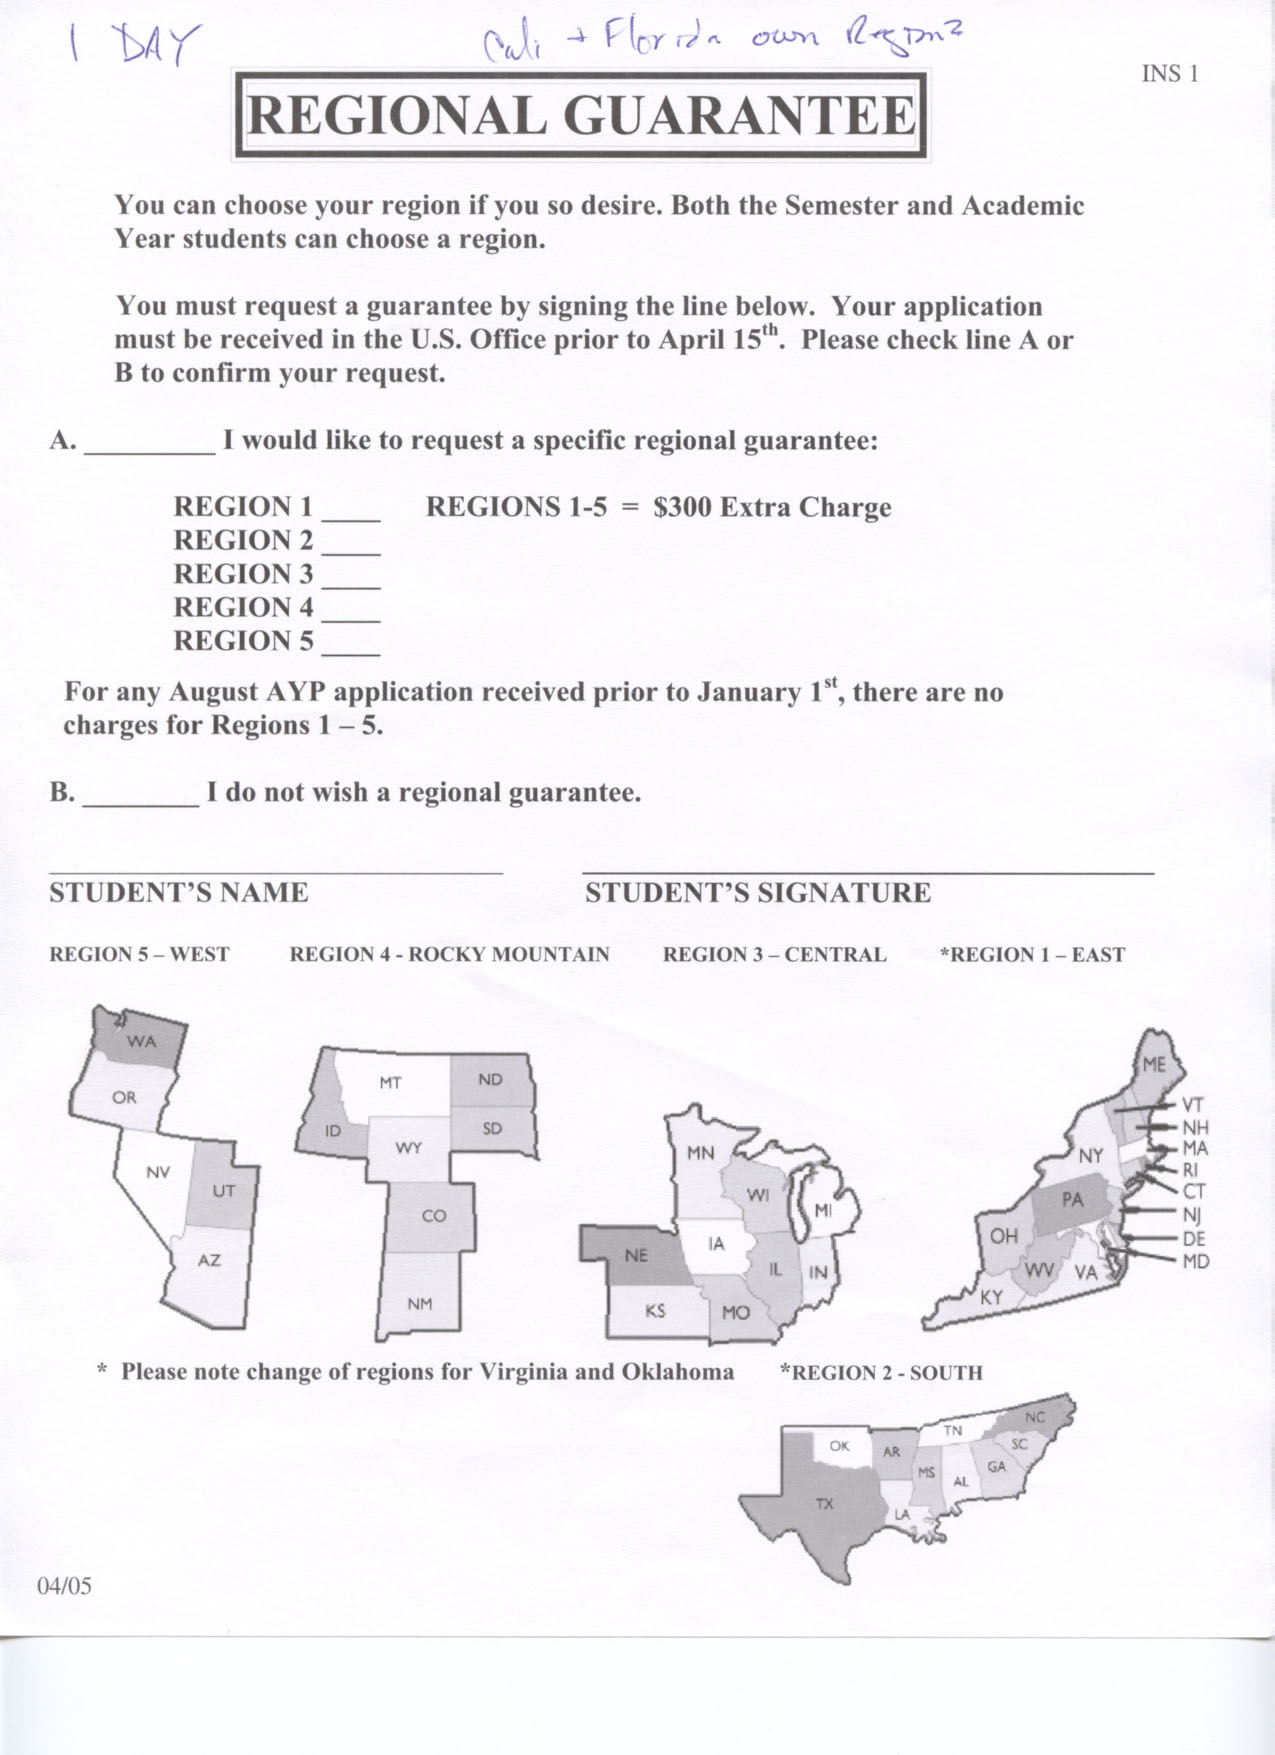 1 DAY
Cali + Florida own Region?
INS 1
REGIONAL GUARANTEE
You can choose your region if you so desire. Both the Semester and Academic
Year students can choose a region.
You must request a guarantee by signing the line below. Your application
must be received in the U.S. Office prior to April 15th. Please check line A or
B to confirm your request.
A. _________ I would like to request a specific regional guarantee:
REGION 1 ____ REGIONS 1-5 = $300 Extra Charge
REGION 2 ____
REGION 3 ____
REGION 4 ____
REGION 5 ____
For any August AYP application received prior to January 1st, there are no
charges for Regions 1 – 5.
B. ________ I do not wish a regional guarantee.
STUDENT'S NAME STUDENT'S SIGNATURE
REGION 5 – WEST REGION 4 - ROCKY MOUNTAIN REGION 3 – CENTRAL *REGION 1 – EAST
WA
OR
NV
UT
AZ
MT
ND
ID
WY
SD
CO
NM
MN
WI
MI
NE
IA
IL
IN
KS
MO
ME
VT
NH
NY
MA
RI
PA
CT
NJ
OH
DE
WV
VA
MD
KY
* Please note change of regions for Virginia and Oklahoma *REGION 2 - SOUTH
NC
TN
OK
AR
SC
MS
GA
AL
TX
LA
04/05